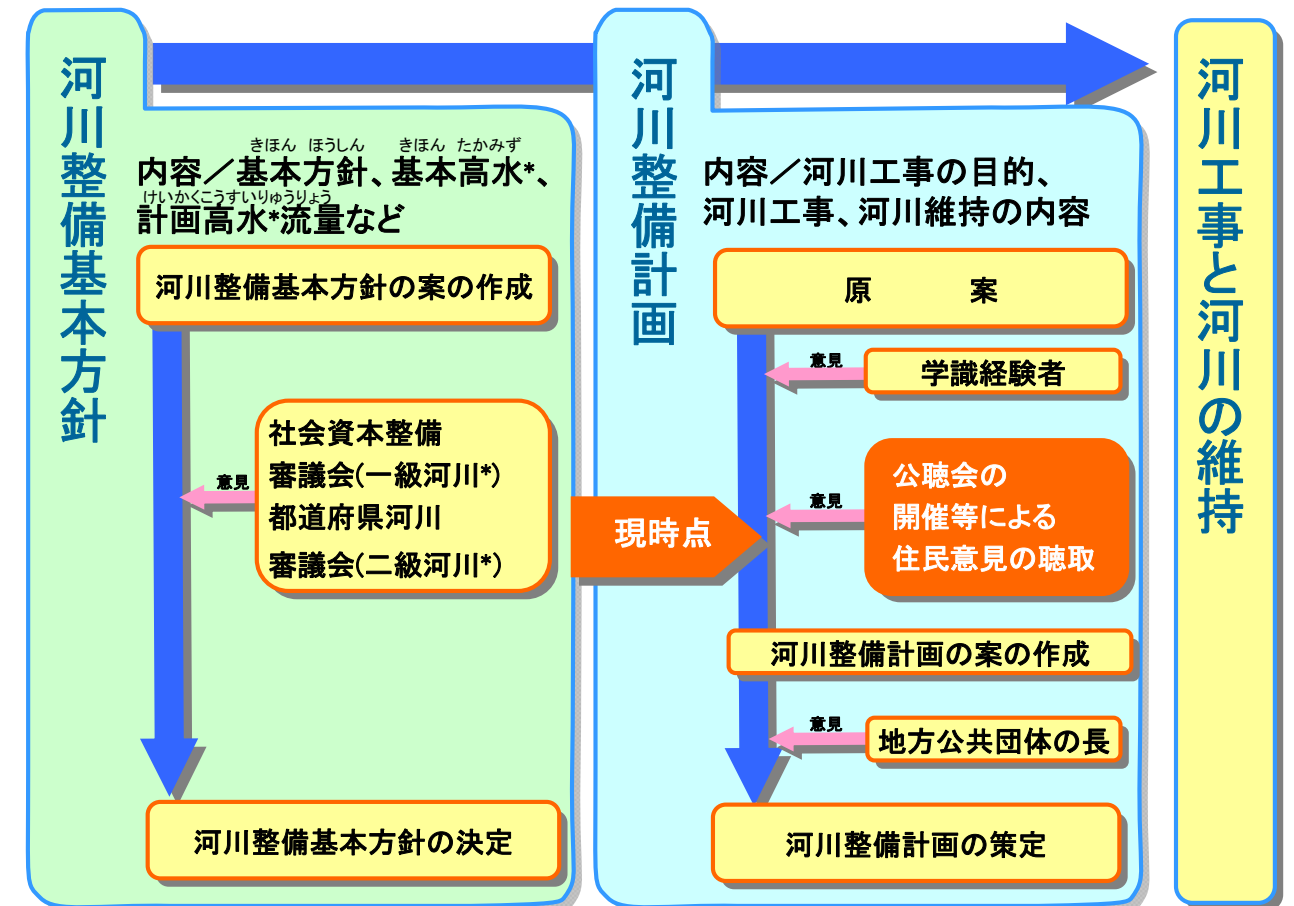 河川整備基本方針
きほん ほうしん きほん たかみず
内容／基本方針、基本高水*、
けいかくこうすいりゅうりょう
計画高水*流量など
河川整備基本方針の案の作成
意見
社会資本整備
審議会(一級河川*)
都道府県河川
審議会(二級河川*)
河川整備基本方針の決定
現時点
河川整備計画
内容／河川工事の目的、
河川工事、河川維持の内容
原 案
意見
学識経験者
意見
公聴会の
開催等による
住民意見の聴取
河川整備計画の案の作成
意見
地方公共団体の長
河川整備計画の策定
河川工事と河川の維持